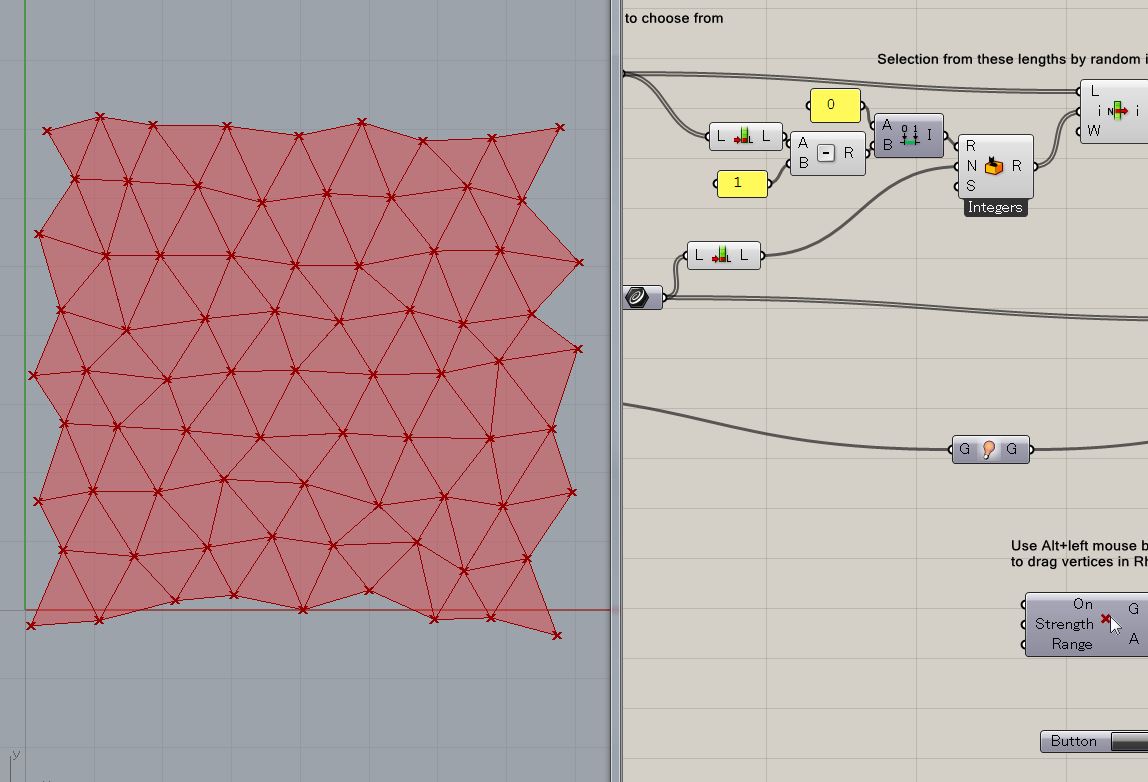 to choose from
Selection from these lengths by random i
0
L
i
i
W
L L
A
B
R
A
B
I
R
N
S
R
1
Integers
L L
G G
Use Alt+left mouse b
to drag vertices in Rh
On
Strength
Range
G
A
Button
y